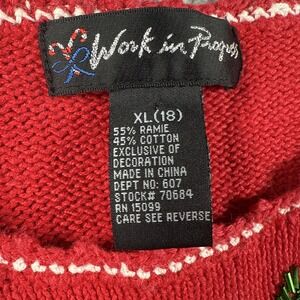 Work in Progress
XL(18)
55% RAMIE
45% COTTON
EXCLUSIVE OF
DECORATION
MADE IN CHINA
DEPT NO: 607
STOCK# 70684
RN 15099
CARE SEE REVERSE